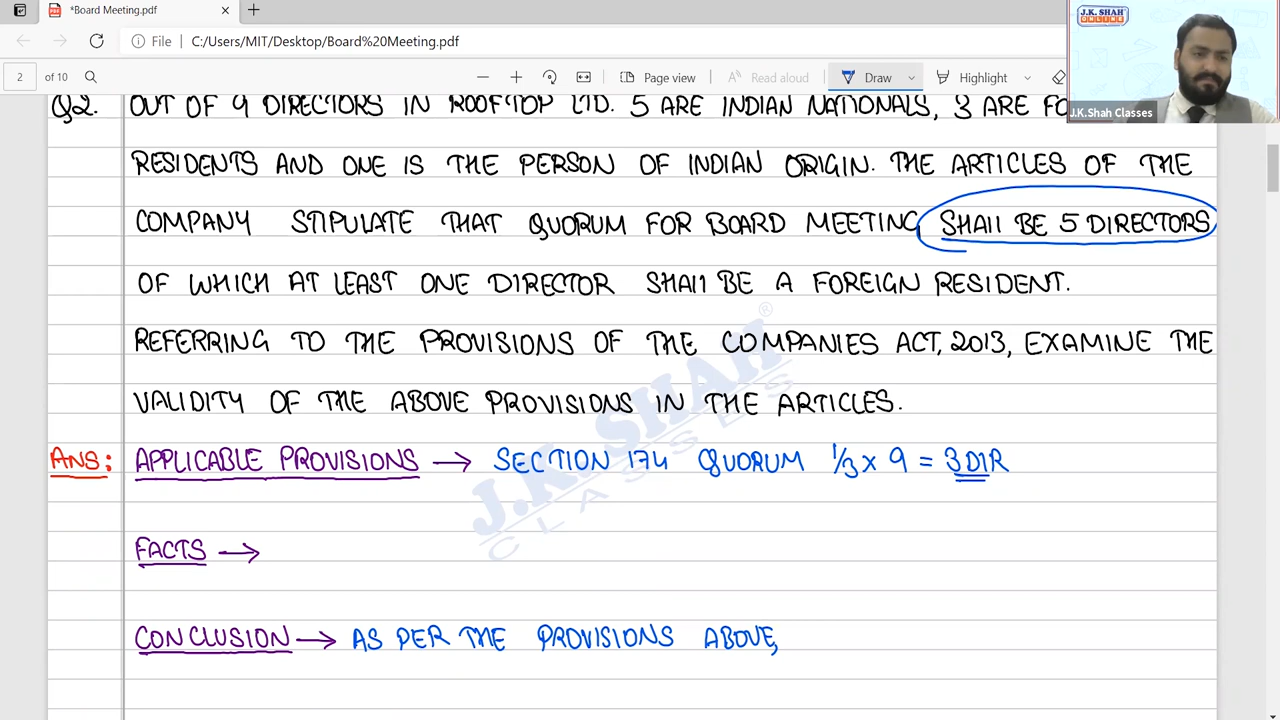 *Board Meeting.pdf
File C:/Users/MIT/Desktop/Board%20Meeting.pdf
2 of 10 Page view Read aloud Draw Highlight
J.K. SHAH
ONLINE
J.K.Shah Classes
Q2. OUT OF 9 DIRECTORS IN ROOFTOP LTD. 5 ARE INDIAN NATIONALS, 3 ARE
RESIDENTS AND ONE IS THE PERSON OF INDIAN ORIGIN. THE ARTICLES OF THE
COMPANY STIPULATE THAT QUORUM FOR BOARD MEETING SHALL BE 5 DIRECTORS
OF WHICH AT LEAST ONE DIRECTOR SHALL BE A FOREIGN RESIDENT.
REFERRING TO THE PROVISIONS OF THE COMPANIES ACT, 2013, EXAMINE THE
VALIDITY OF THE ABOVE PROVISIONS IN THE ARTICLES.
ANS: APPLICABLE PROVISIONS → SECTION 174 QUORUM 1/3 × 9 = 3 DIR
FACTS →
CONCLUSION → AS PER THE PROVISIONS ABOVE,
J.K. SHAH ®
CLASSES